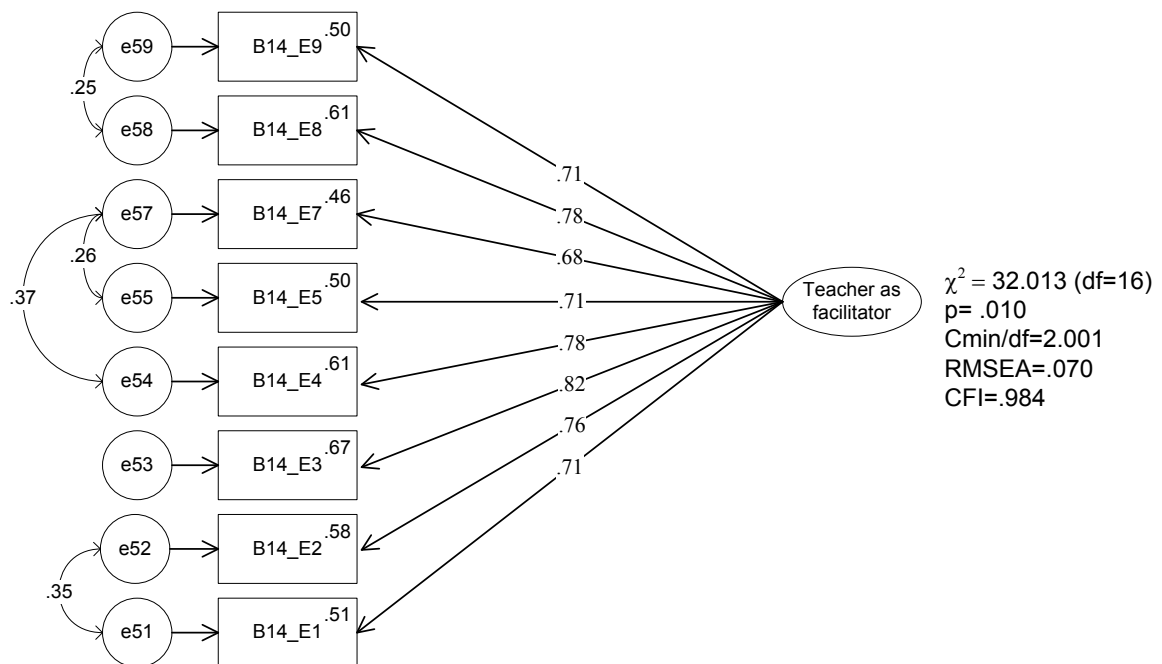 e59
B14_E9
.50
.25
e58
B14_E8
.61
.71
.78
e57
B14_E7
.46
.68
.26
.37
e55
B14_E5
.50
.71
Teacher as
facilitator
χ² = 32.013 (df=16)
p= .010
Cmin/df=2.001
RMSEA=.070
CFI=.984
e54
B14_E4
.61
.78
.82
e53
B14_E3
.67
.76
.71
e52
B14_E2
.58
.35
e51
B14_E1
.51